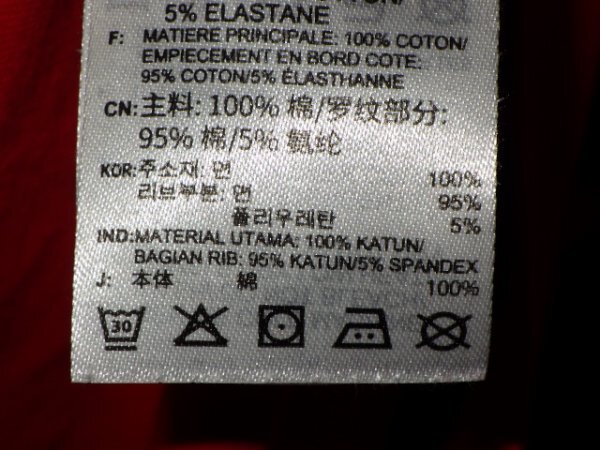 5% ELASTANE
F: MATIERE PRINCIPALE: 100% COTON/
EMPIECEMENT EN BORD COTE:
95% COTON/5% ÉLASTHANNE
CN: 主料: 100% 棉/罗纹部分:
95% 棉/5% 氨纶
KOR: 주소재: 면 100%
리브부분: 면 95%
폴리우레탄 5%
IND: MATERIAL UTAMA: 100% KATUN/
BAGIAN RIB: 95% KATUN/5% SPANDEX
J: 本体 綿 100%
30